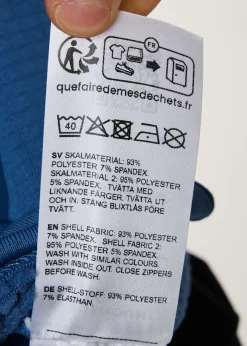 FR
quefairedemesdechets.fr
40
SV SKALMATERIAL: 93%
POLYESTER 7% SPANDEX.
SKALMATERIAL 2: 95% POLYESTER
5% SPANDEX. TVÄTTA MED
LIKNANDE FÄRGER. TVÄTTA UT
OCH IN. STÄNG BLIXTLÅS FÖRE
TVÄTT.
EN SHELL FABRIC: 93% POLYESTER
7% SPANDEX. SHELL FABRIC 2:
95% POLYESTER 5% SPANDEX.
WASH WITH SIMILAR COLOURS.
WASH INSIDE OUT. CLOSE ZIPPERS
BEFORE WASH.
DE SHELL-STOFF: 93% POLYESTER
7% ELASTHAN.